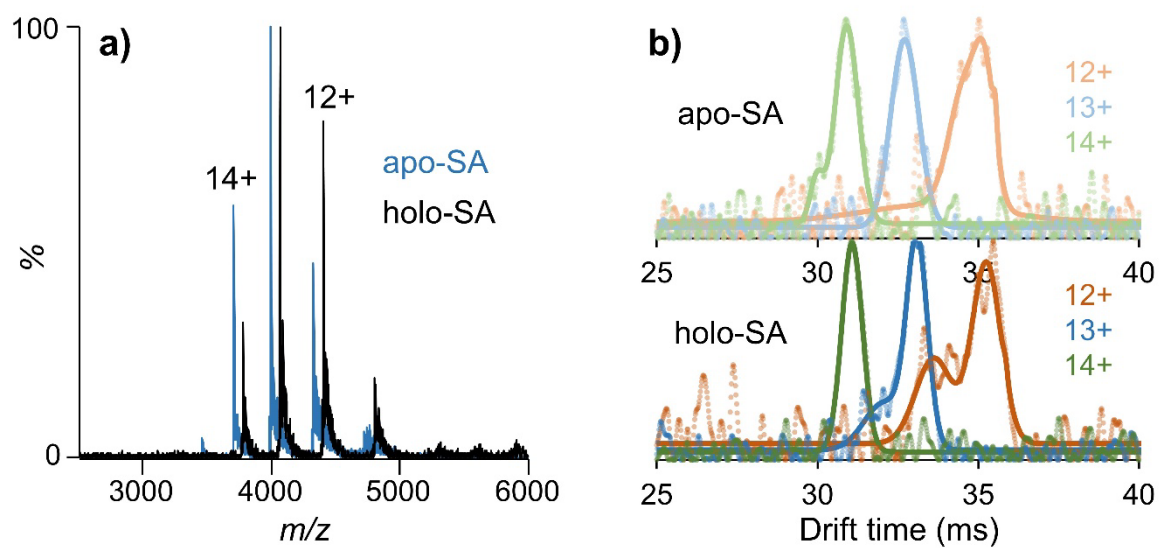 a)
100
%
0
14+
12+
apo-SA
holo-SA
3000 4000 5000 6000
m/z
b)
apo-SA
12+
13+
14+
25 30 35 40
holo-SA
12+
13+
14+
25 30 35 40
Drift time (ms)